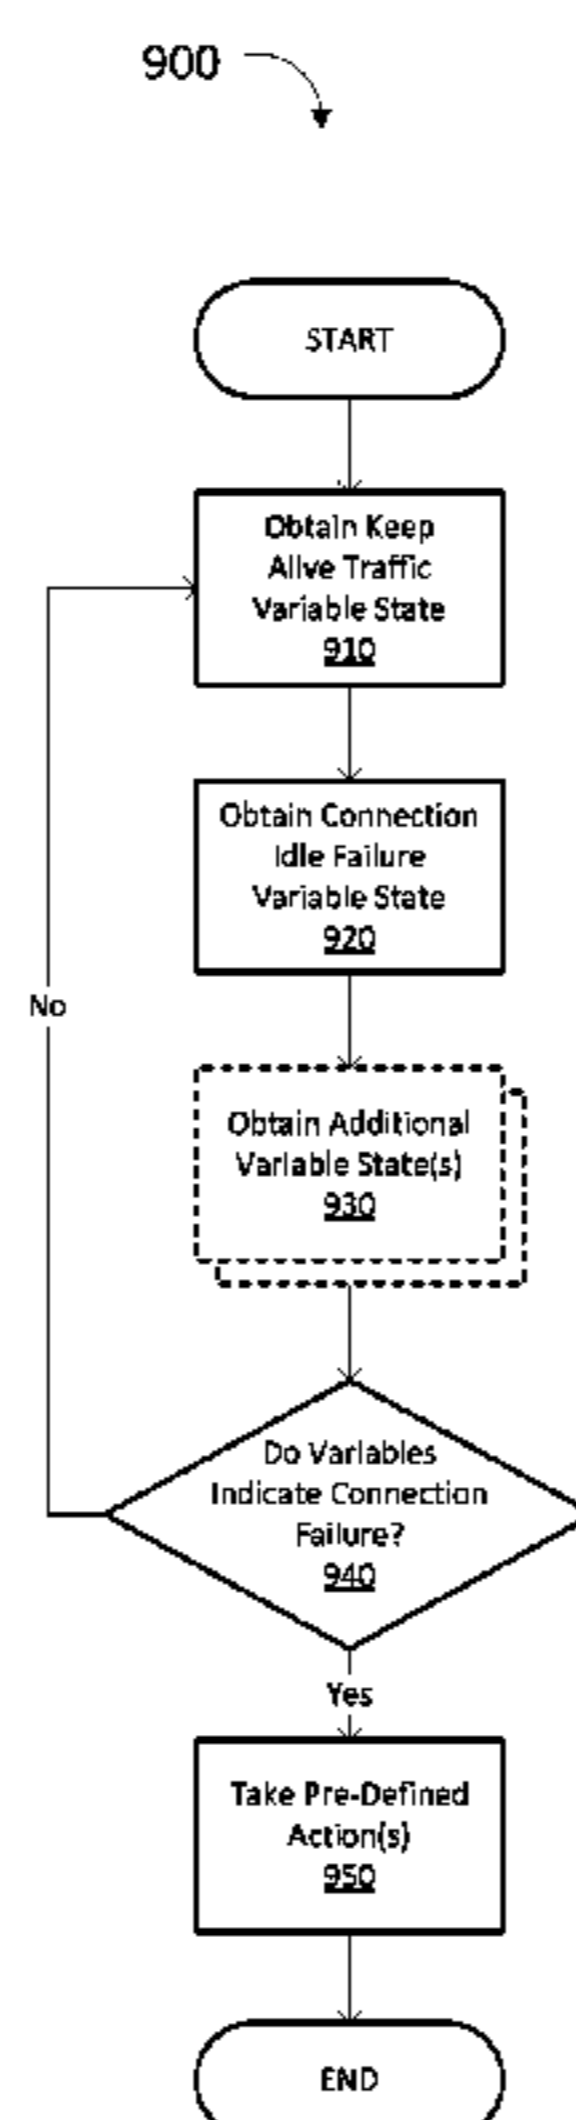 900
START
Obtain Keep
Alive Traffic
Variable State
910
Obtain Connection
Idle Failure
Variable State
920
No
Obtain Additional
Variable State(s)
930
Do Variables
Indicate Connection
Failure?
940
Yes
Take Pre-Defined
Action(s)
950
END